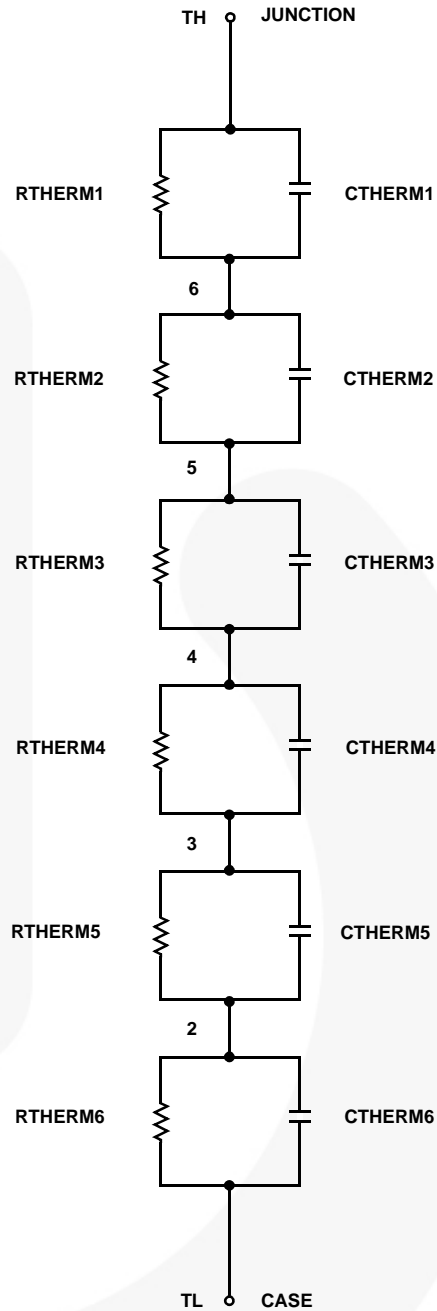 TH JUNCTION
RTHERM1 CTHERM1
6
RTHERM2 CTHERM2
5
RTHERM3 CTHERM3
4
RTHERM4 CTHERM4
3
RTHERM5 CTHERM5
2
RTHERM6 CTHERM6
TL CASE